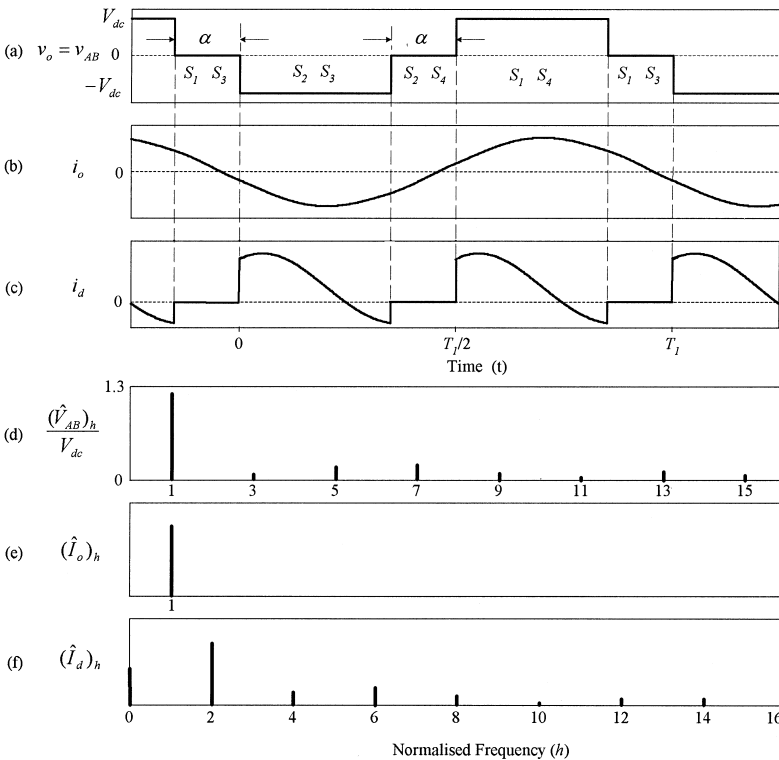 V_dc
(a) v_o = v_AB 0
−V_dc
α α
S_1 S_3 S_2 S_3 S_2 S_4 S_1 S_4 S_1 S_3
(b) i_o 0
(c) i_d 0
0 T_1/2 T_1
Time (t)
1.3
(d) (V̂_AB)_h / V_dc
0
1 3 5 7 9 11 13 15
(e) (Î_o)_h
1
(f) (Î_d)_h
0 2 4 6 8 10 12 14 16
Normalised Frequency (h)